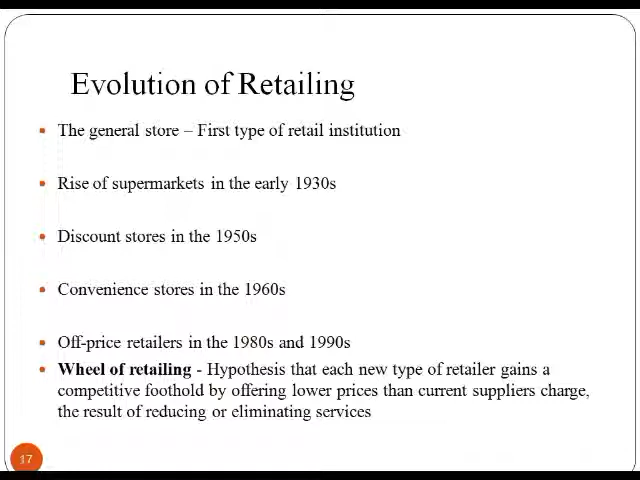 Evolution of Retailing
• The general store – First type of retail institution
• Rise of supermarkets in the early 1930s
• Discount stores in the 1950s
• Convenience stores in the 1960s
• Off-price retailers in the 1980s and 1990s
• Wheel of retailing - Hypothesis that each new type of retailer gains a
competitive foothold by offering lower prices than current suppliers charge,
the result of reducing or eliminating services
17